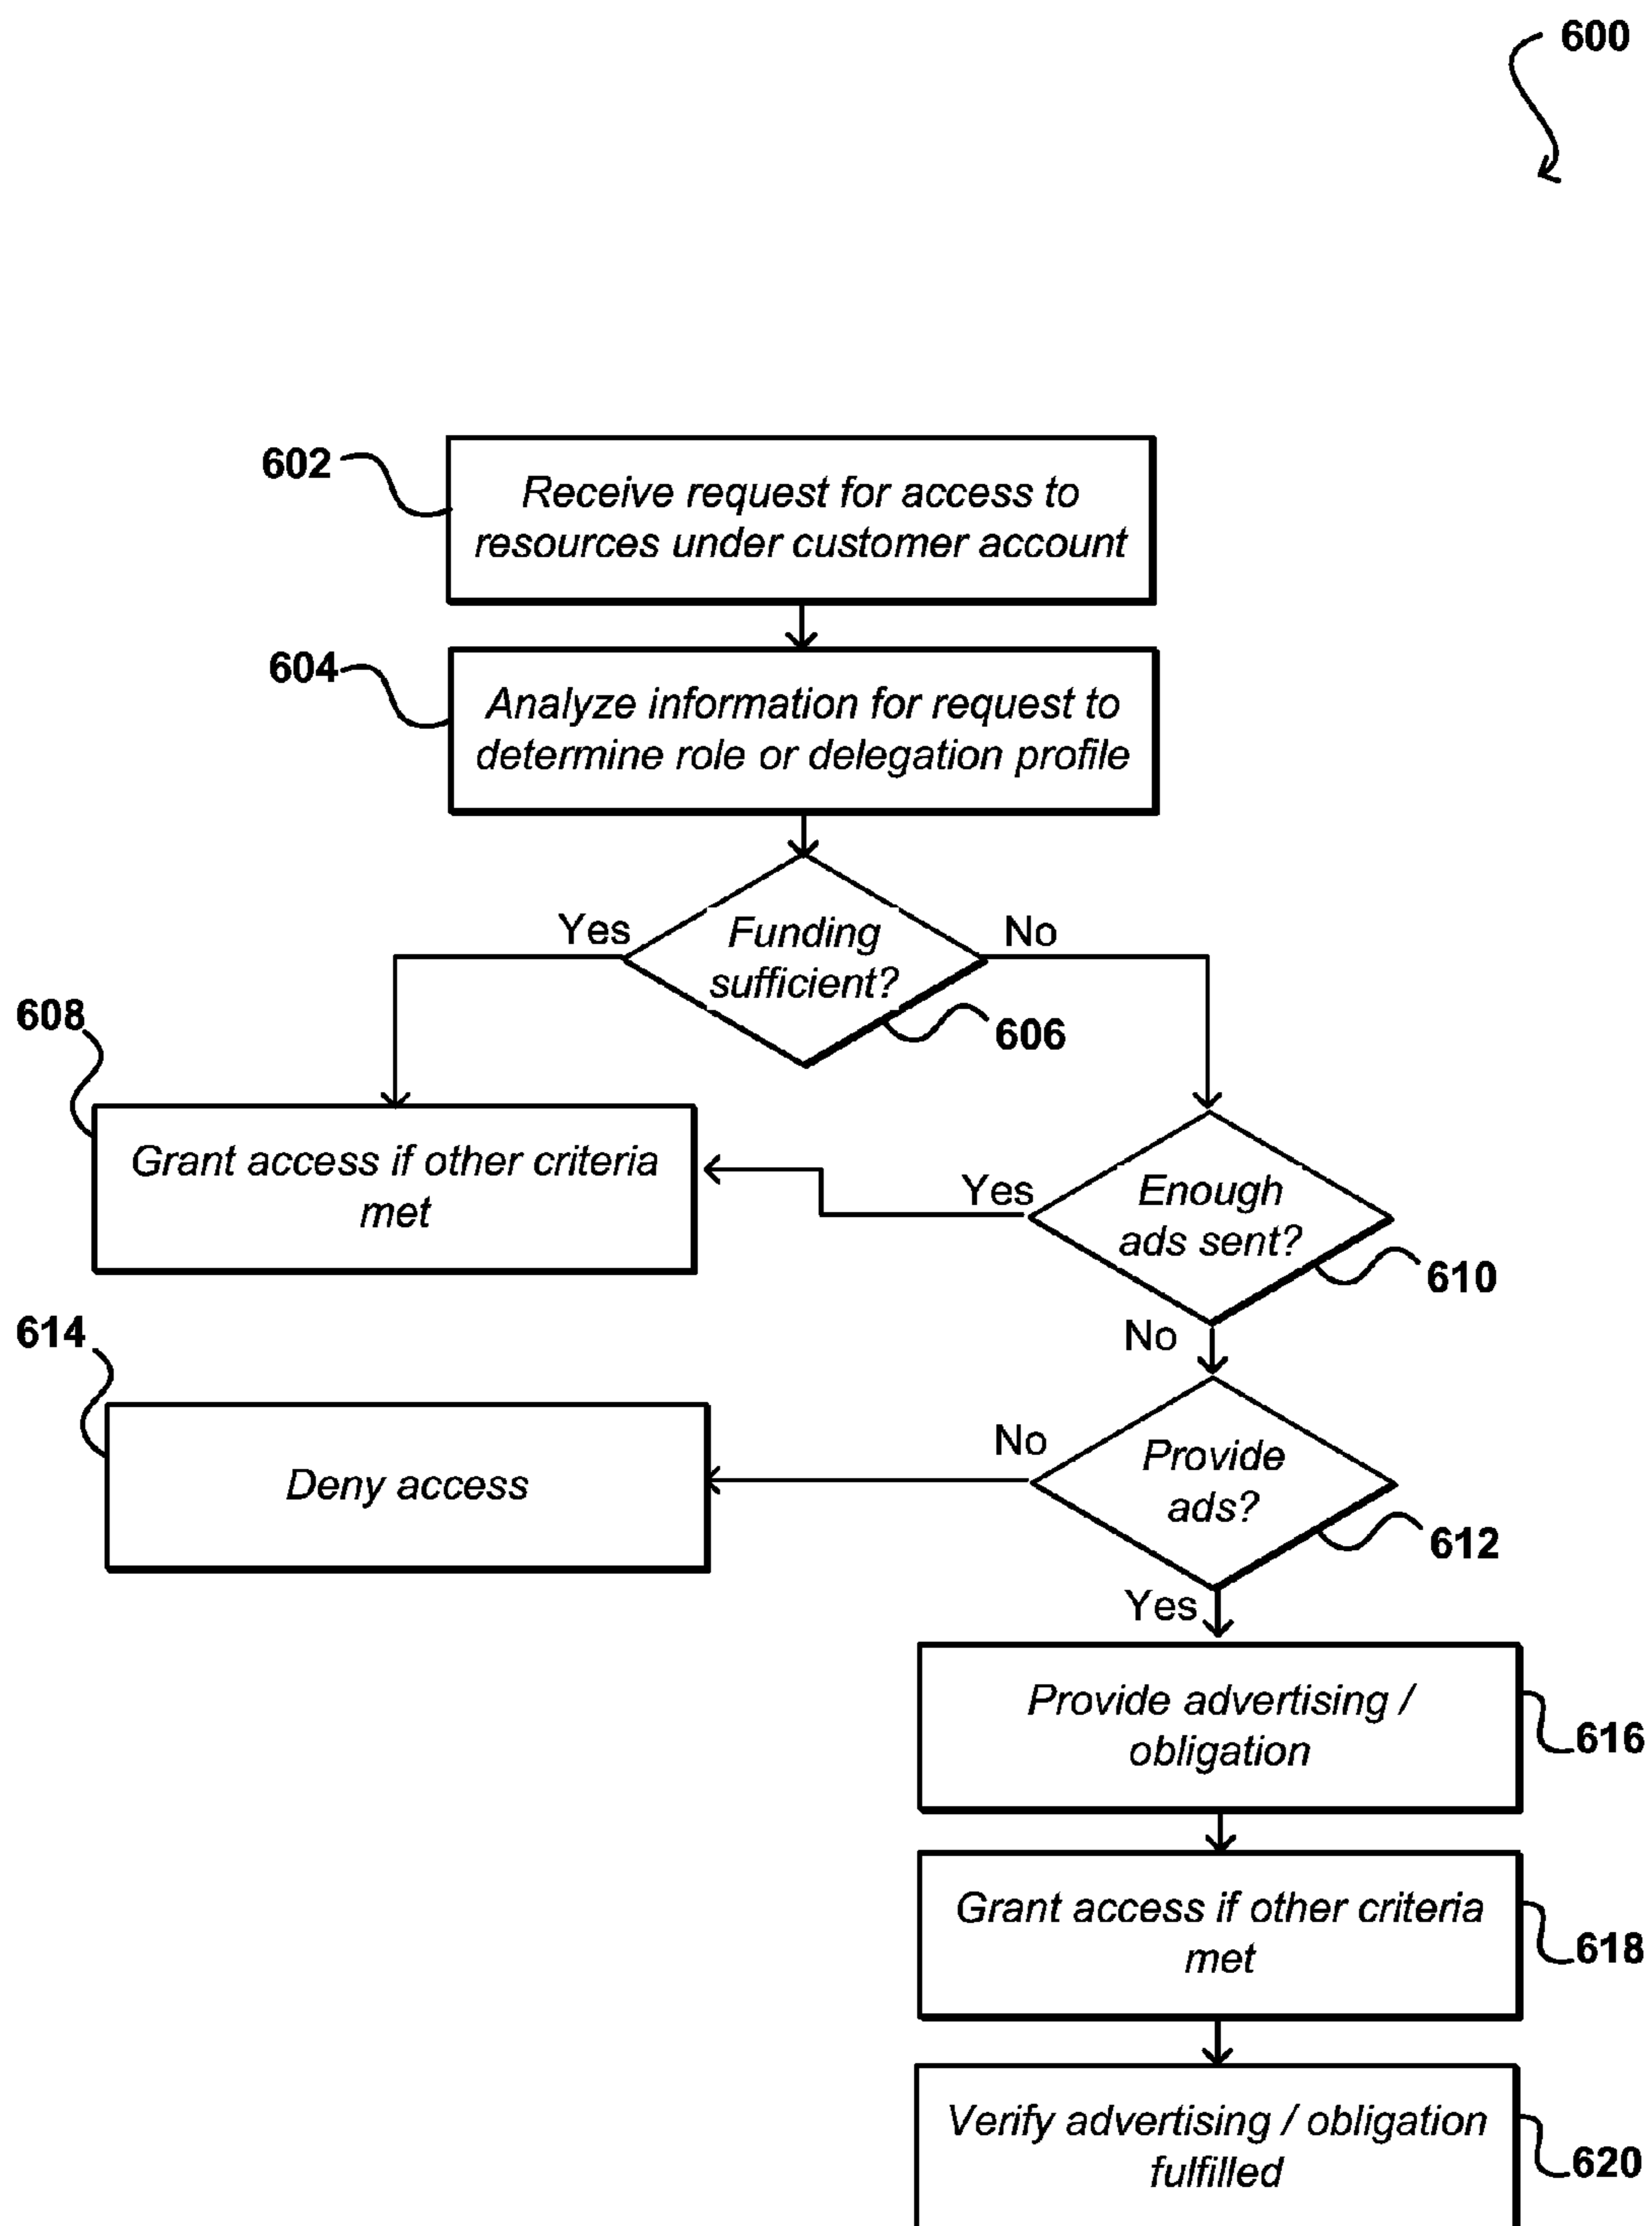 600
602
Receive request for access to
resources under customer account
604
Analyze information for request to
determine role or delegation profile
Yes
Funding
sufficient?
No
606
608
Grant access if other criteria
met
Yes
Enough
ads sent?
610
No
614
Deny access
No
Provide
ads?
612
Yes
Provide advertising /
obligation
616
Grant access if other criteria
met
618
Verify advertising / obligation
fulfilled
620